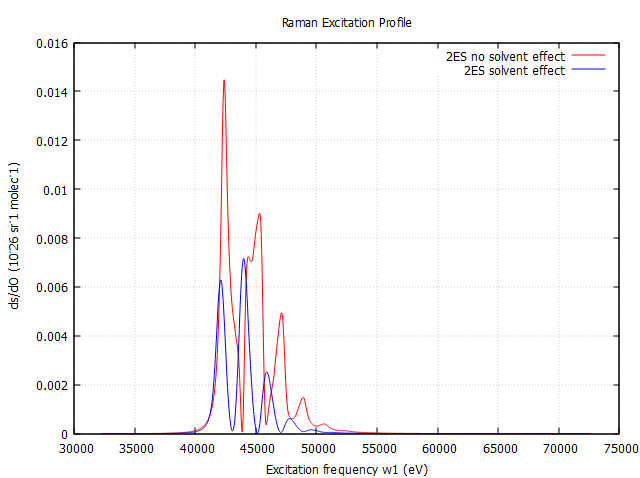 Raman Excitation Profile
2ES no solvent effect
2ES solvent effect
0.016
0.014
0.012
0.01
0.008
0.006
0.004
0.002
0
ds/dO (10^26 sr^1 molec^1)
30000 35000 40000 45000 50000 55000 60000 65000 70000 75000
Excitation frequency w1 (eV)